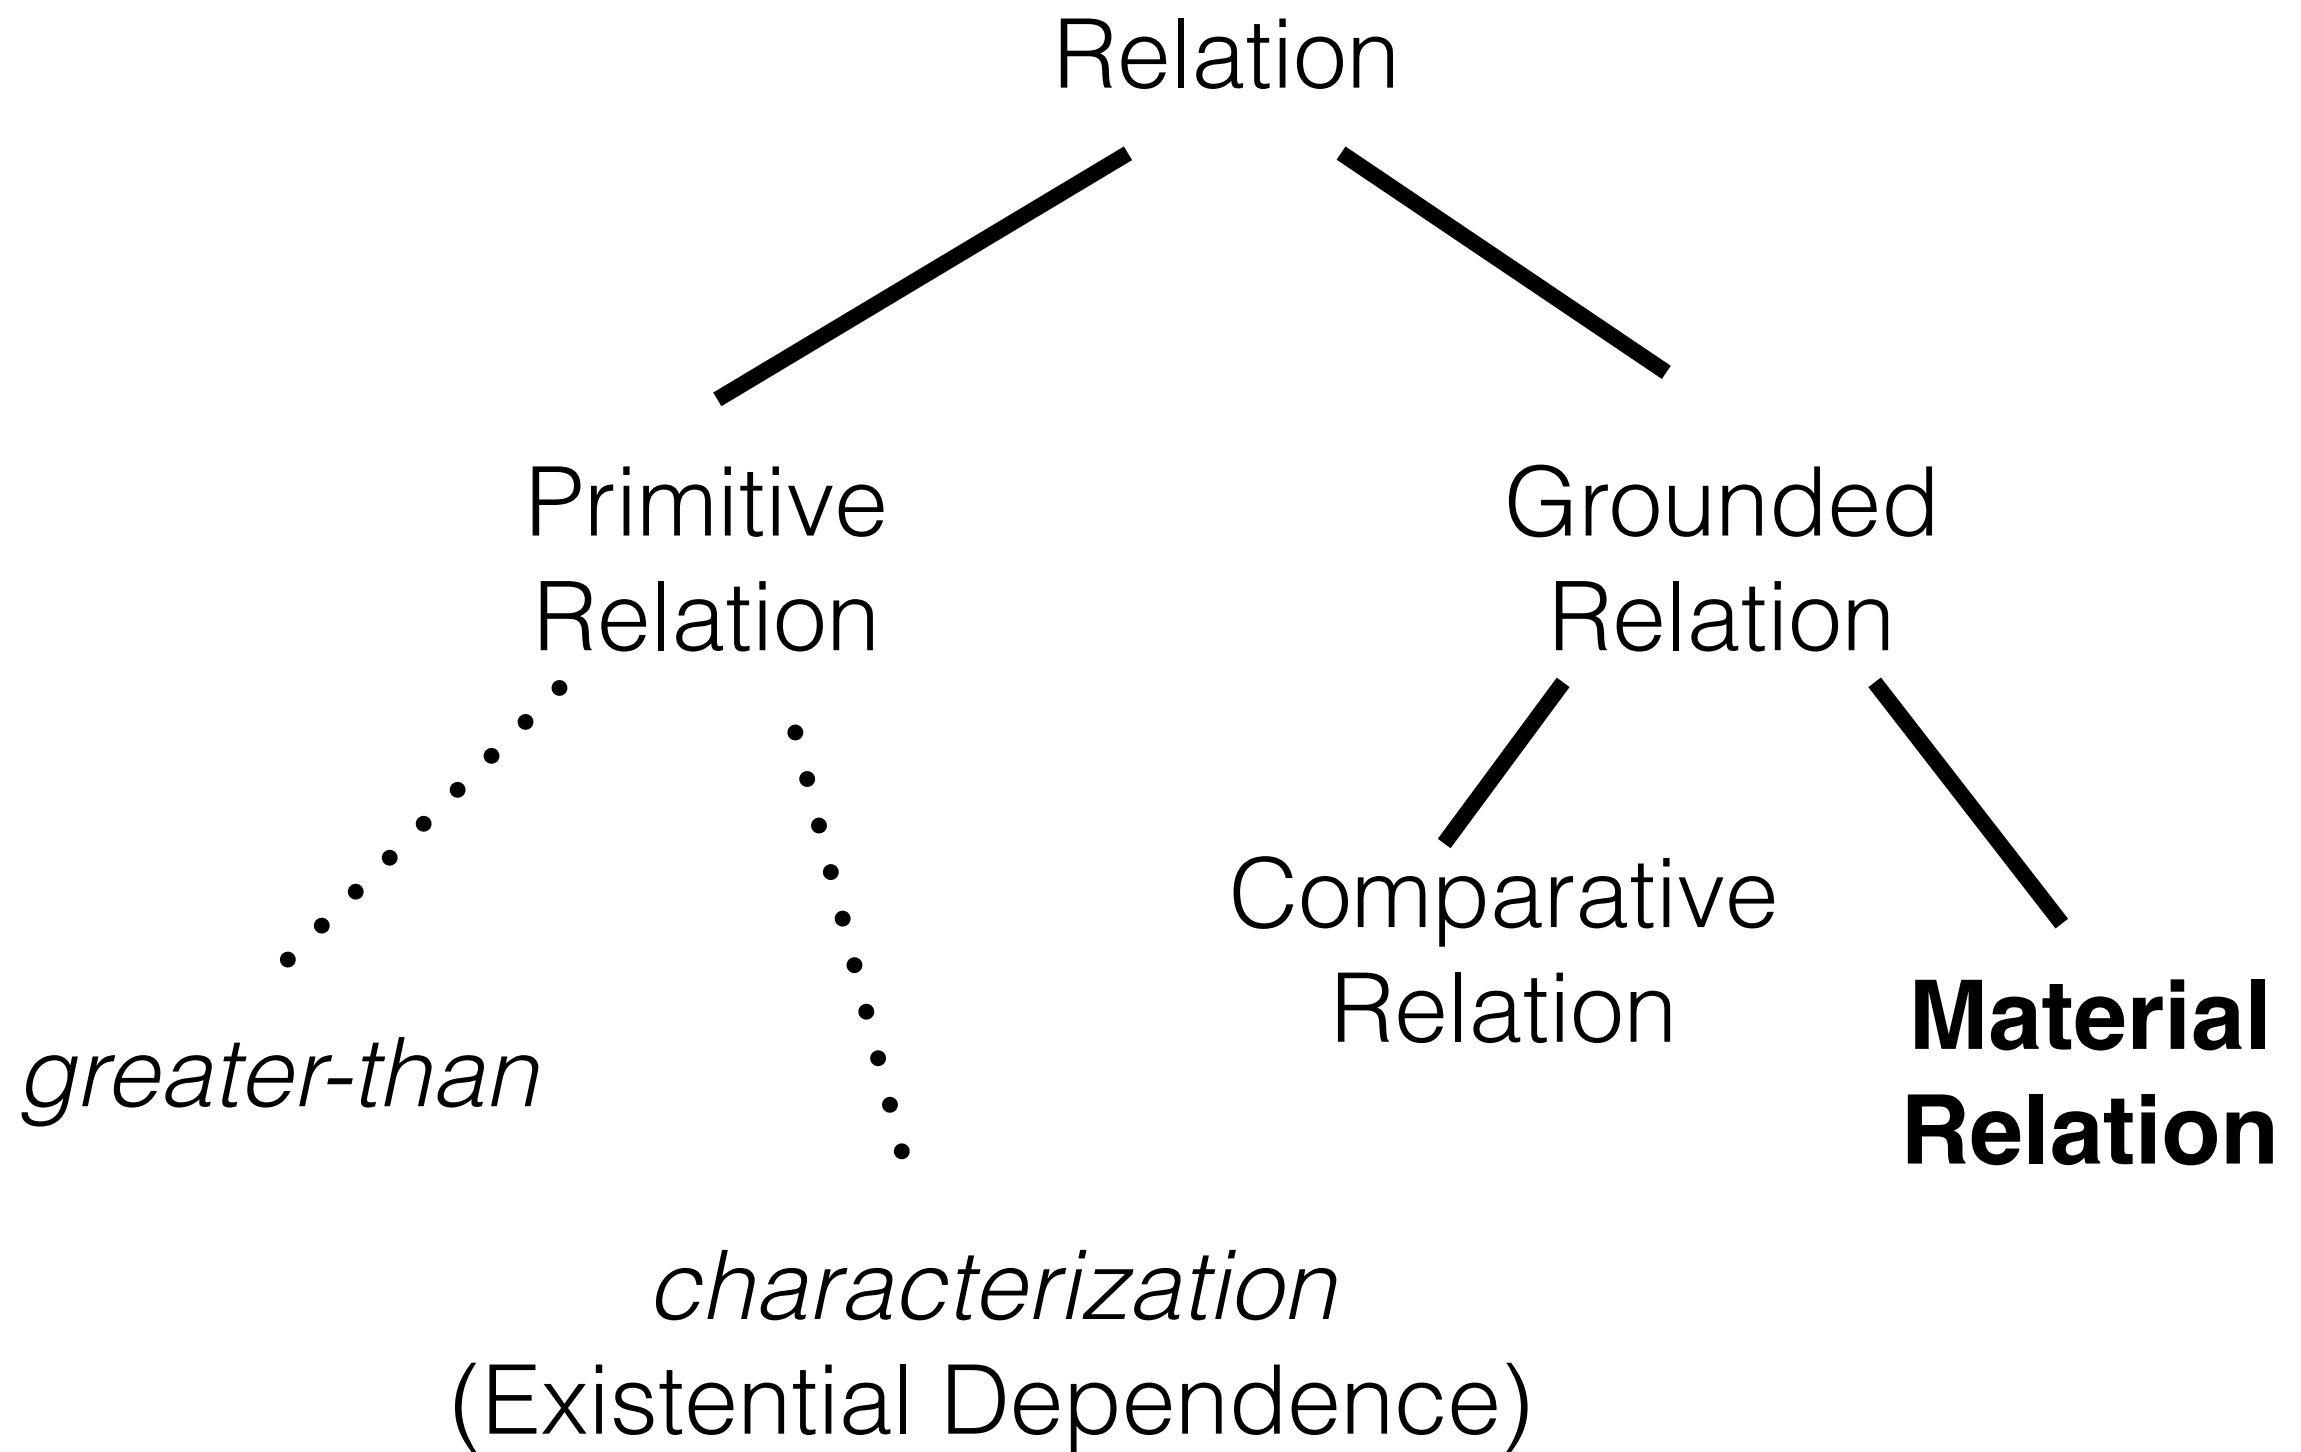 Relation
Primitive
Relation
Grounded
Relation
Comparative
Relation
Material
Relation
greater-than
characterization
(Existential Dependence)